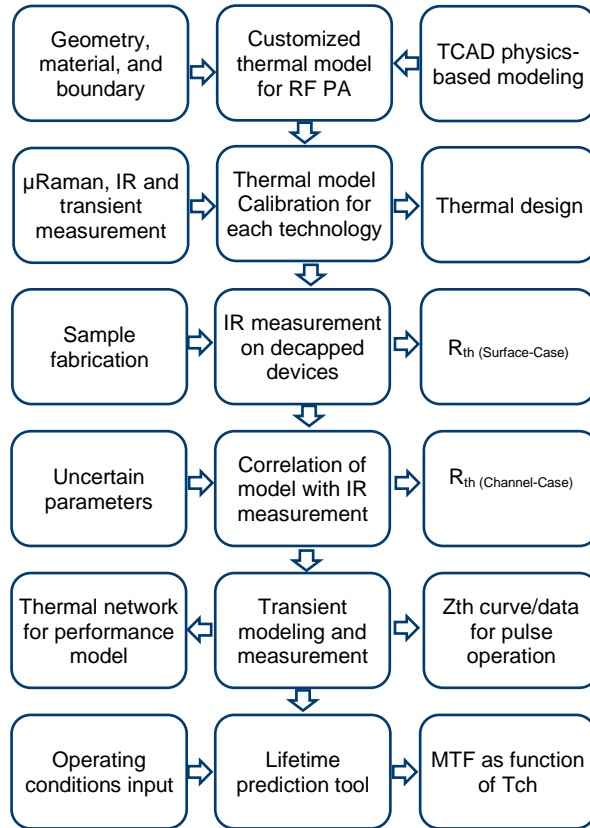 Geometry,
material, and
boundary
Customized
thermal model
for RF PA
TCAD physics-
based modeling
µRaman, IR and
transient
measurement
Thermal model
Calibration for
each technology
Thermal design
Sample
fabrication
IR measurement
on decapped
devices
Rth (Surface-Case)
Uncertain
parameters
Correlation of
model with IR
measurement
Rth (Channel-Case)
Thermal network
for performance
model
Transient
modeling and
measurement
Zth curve/data
for pulse
operation
Operating
conditions input
Lifetime
prediction tool
MTF as function
of Tch